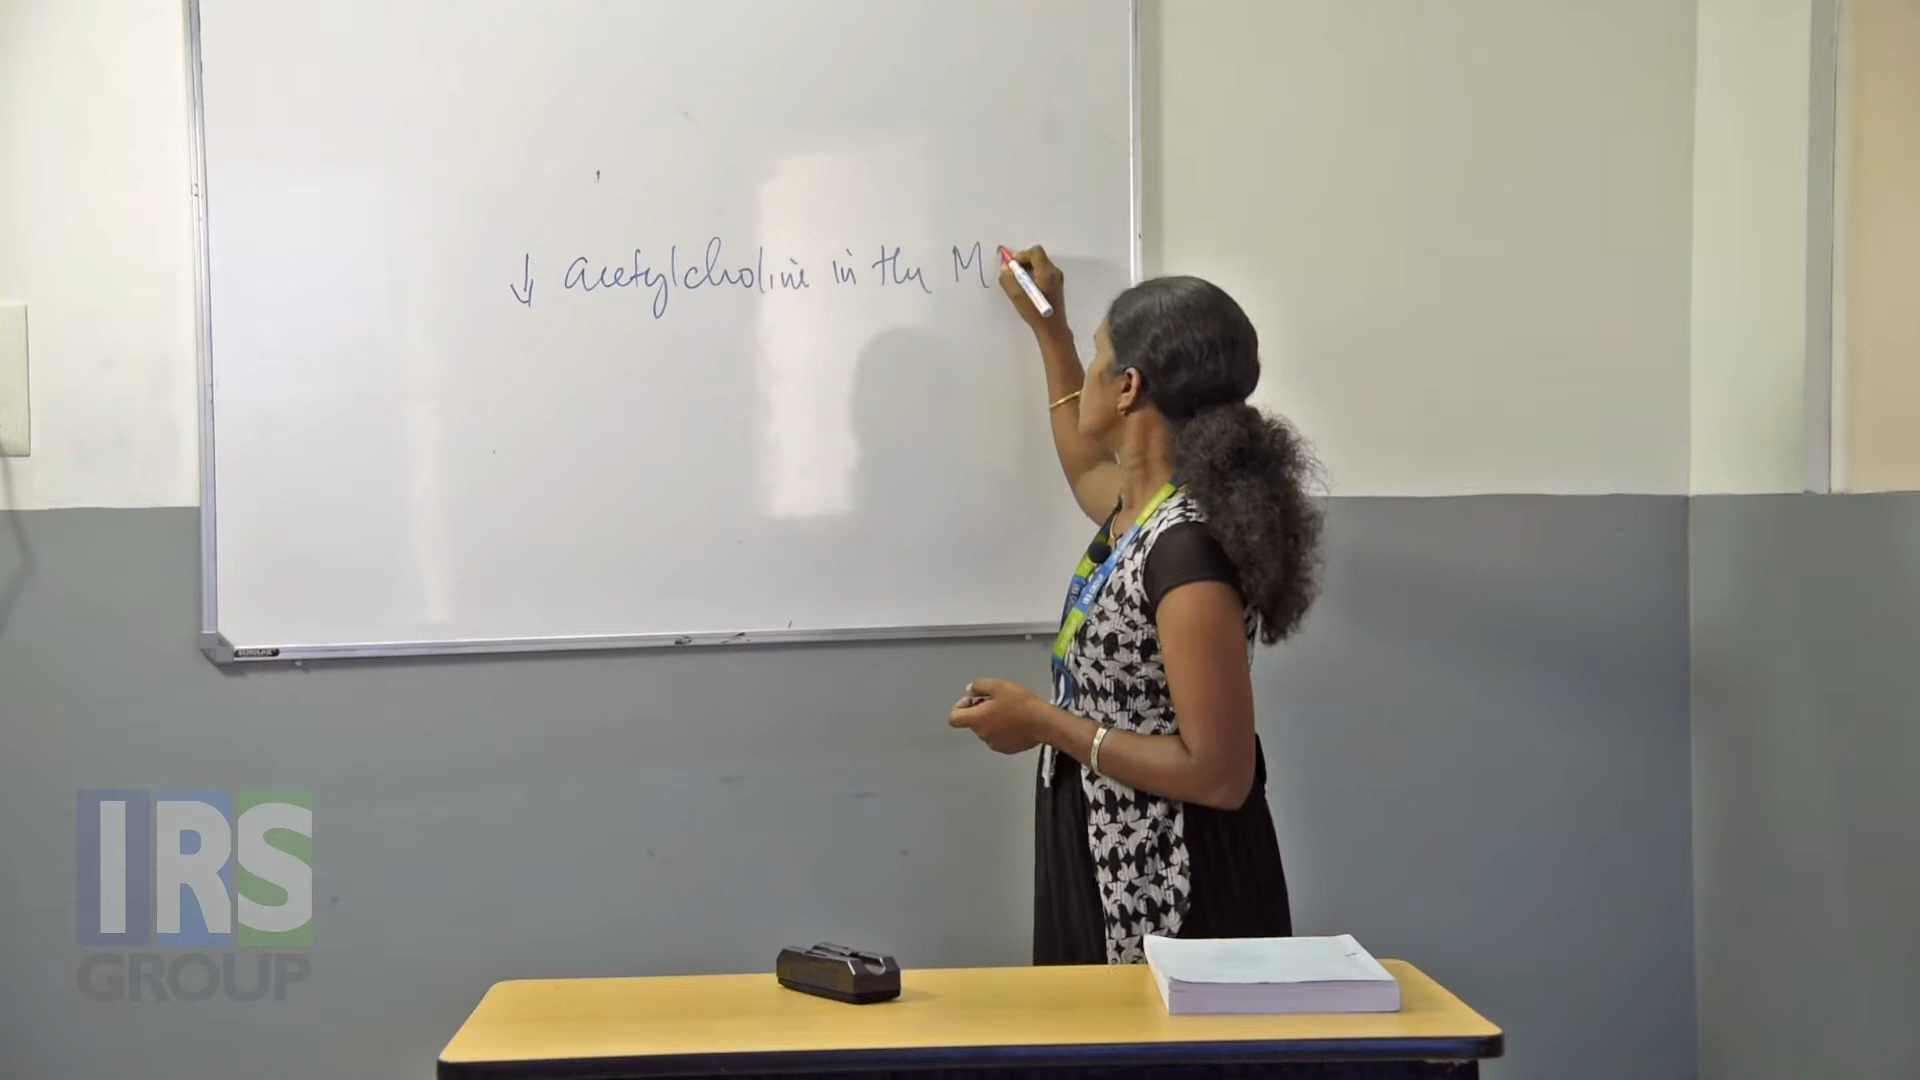 ↓ acetylcholine in the M
IRS
GROUP